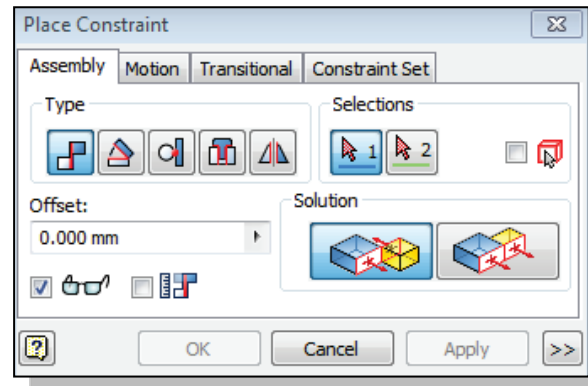 Place Constraint
Assembly Motion Transitional Constraint Set
Type
Selections
1 2
Offset:
Solution
0.000 mm
? OK Cancel Apply >>